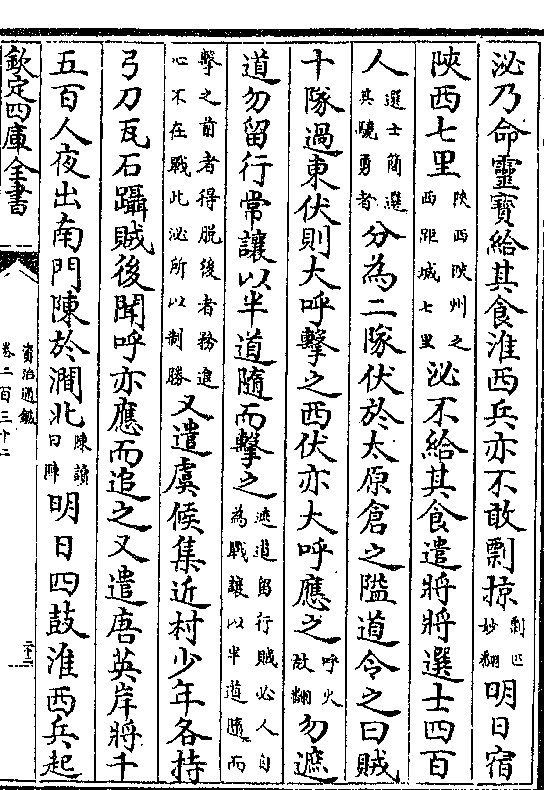 泌乃命靈寶給其食淮西兵亦不敢剽掠剽匹妙翻明日宿
陜西七里陜西陜州之西距城七里泌不給其食遣將將選士四百
人選士簡選其驍勇者分為二隊伏於太原倉之隘道令之曰賊
十隊過東伏則大呼擊之西伏亦大呼應之呼火故翻勿遮
道勿留行常讓以半道隨而擊之遮道留行賊必人自為戰讓以半道隨而
擊之前者得脱後者務進心不在戰此泌所以制勝又遣虞候集近村少年各持
弓刀瓦石躡賊後聞呼亦應而追之又遣唐英岸將千
五百人夜出南門陳於澗北陳讀曰陣明日四鼓淮西兵起
欽定四庫全書
資治通鑑
卷二百三十二
二十二